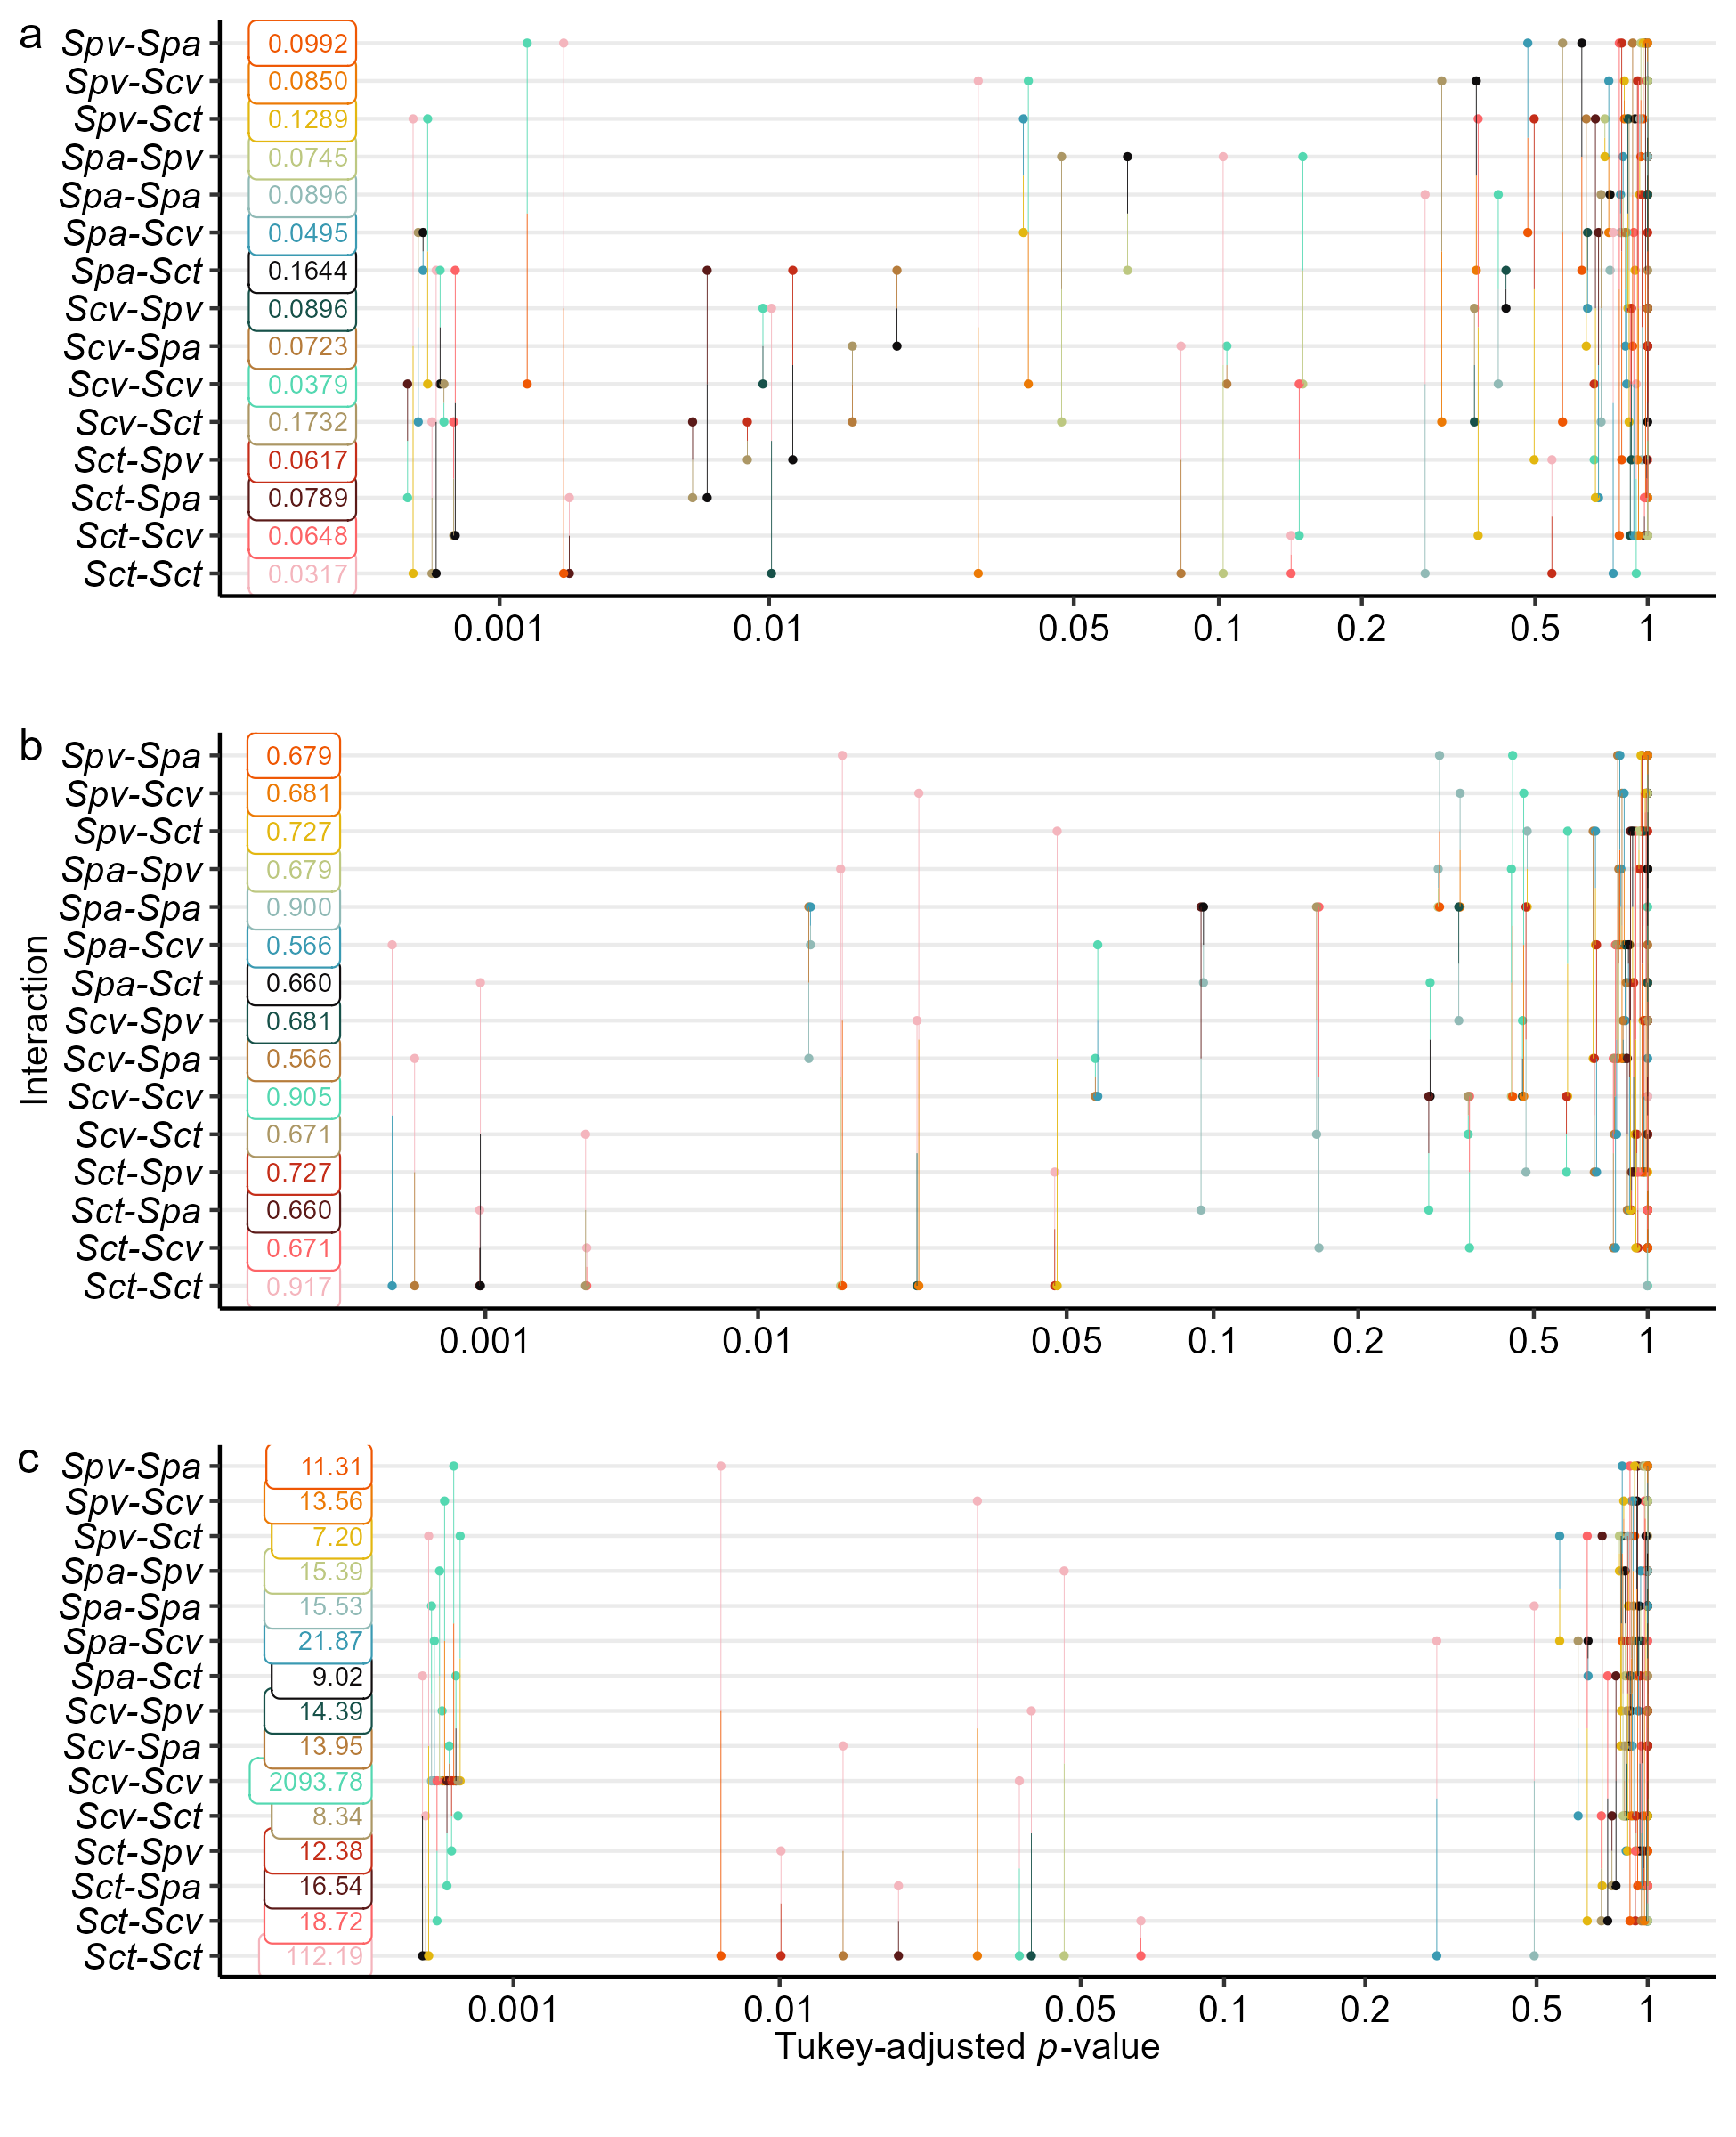 a
Spv-Spa 0.0992
Spv-Scv 0.0850
Spv-Sct 0.1289
Spa-Spv 0.0745
Spa-Spa 0.0896
Spa-Scv 0.0495
Spa-Sct 0.1644
Scv-Spv 0.0896
Scv-Spa 0.0723
Scv-Scv 0.0379
Scv-Sct 0.1732
Sct-Spv 0.0617
Sct-Spa 0.0789
Sct-Scv 0.0648
Sct-Sct 0.0317
0.001 0.01 0.05 0.1 0.2 0.5 1
b
Interaction
Spv-Spa 0.679
Spv-Scv 0.681
Spv-Sct 0.727
Spa-Spv 0.679
Spa-Spa 0.900
Spa-Scv 0.566
Spa-Sct 0.660
Scv-Spv 0.681
Scv-Spa 0.566
Scv-Scv 0.905
Scv-Sct 0.671
Sct-Spv 0.727
Sct-Spa 0.660
Sct-Scv 0.671
Sct-Sct 0.917
0.001 0.01 0.05 0.1 0.2 0.5 1
c
Spv-Spa 11.31
Spv-Scv 13.56
Spv-Sct 7.20
Spa-Spv 15.39
Spa-Spa 15.53
Spa-Scv 21.87
Spa-Sct 9.02
Scv-Spv 14.39
Scv-Spa 13.95
Scv-Scv 2093.78
Scv-Sct 8.34
Sct-Spv 12.38
Sct-Spa 16.54
Sct-Scv 18.72
Sct-Sct 112.19
0.001 0.01 0.05 0.1 0.2 0.5 1
Tukey-adjusted p-value